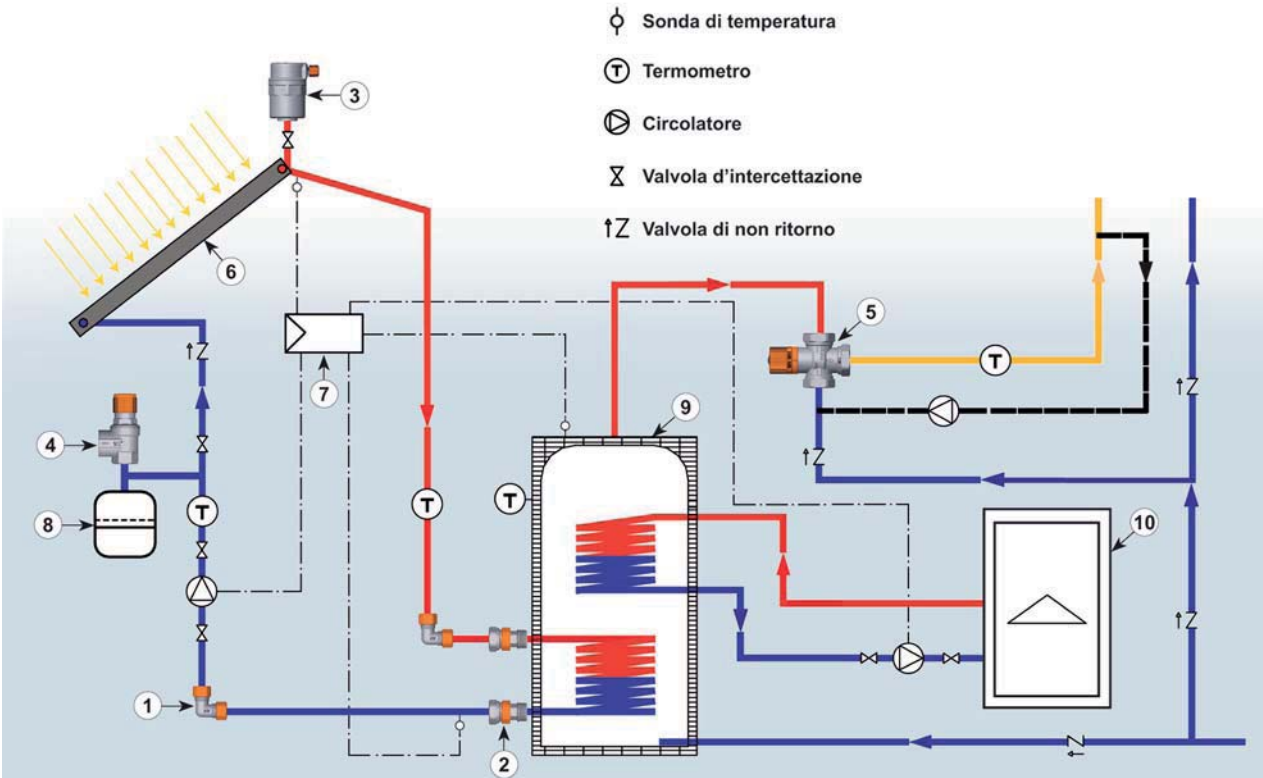 Sonda di temperatura
T Termometro
Circolatore
Valvola d'intercettazione
Valvola di non ritorno
3
6
5
7
9
4
T
8
T
T
T
10
1
2